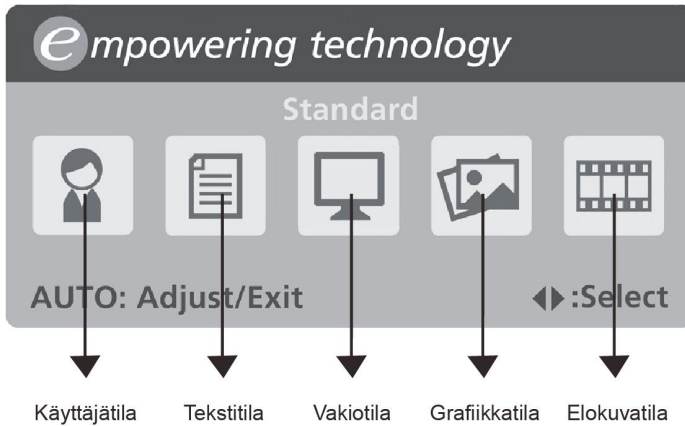 empowering technology
Standard
AUTO: Adjust/Exit ◀▶:Select
Käyttäjätila Tekstitila Vakiotila Grafiikkatila Elokuvatila